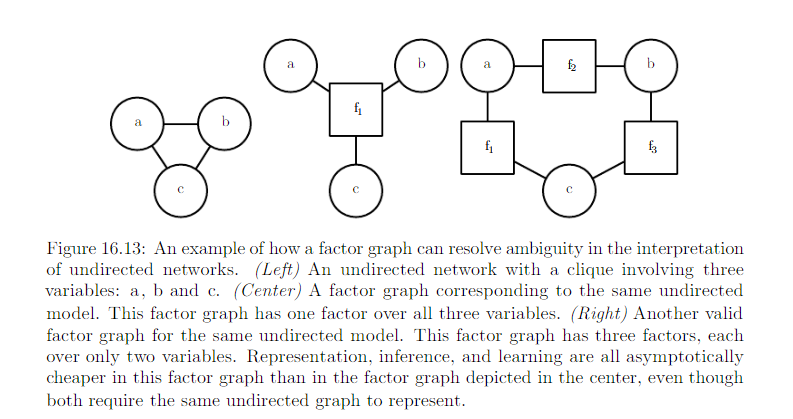 a
b
c
a
b
f1
c
a
f2
b
f1
f3
c
Figure 16.13: An example of how a factor graph can resolve ambiguity in the interpretation
of undirected networks. (Left) An undirected network with a clique involving three
variables: a, b and c. (Center) A factor graph corresponding to the same undirected
model. This factor graph has one factor over all three variables. (Right) Another valid
factor graph for the same undirected model. This factor graph has three factors, each
over only two variables. Representation, inference, and learning are all asymptotically
cheaper in this factor graph than in the factor graph depicted in the center, even though
both require the same undirected graph to represent.